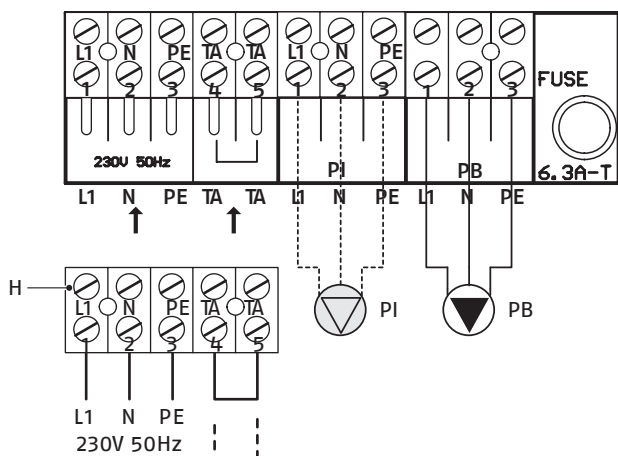 L1 N PE TA TA L1 N PE
1 2 3 4 5 1 2 3 1 2 3
FUSE
230V 50Hz PI PB 6.3A-T
L1 N PE TA TA L1 N PE L1 N PE
H
L1 N PE TA TA
PI PB
1 2 3 4 5
L1 N PE
230V 50Hz